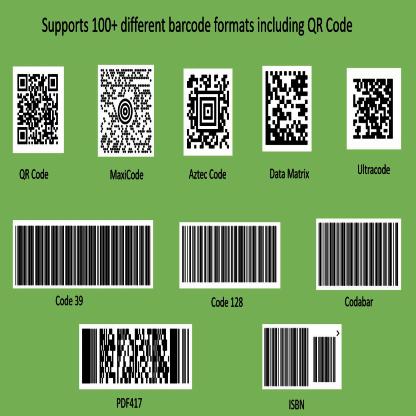 Supports 100+ different barcode formats including QR Code
QR Code
MaxiCode
Aztec Code
Data Matrix
Ultracode
Code 39
Code 128
Codabar
PDF417
ISBN